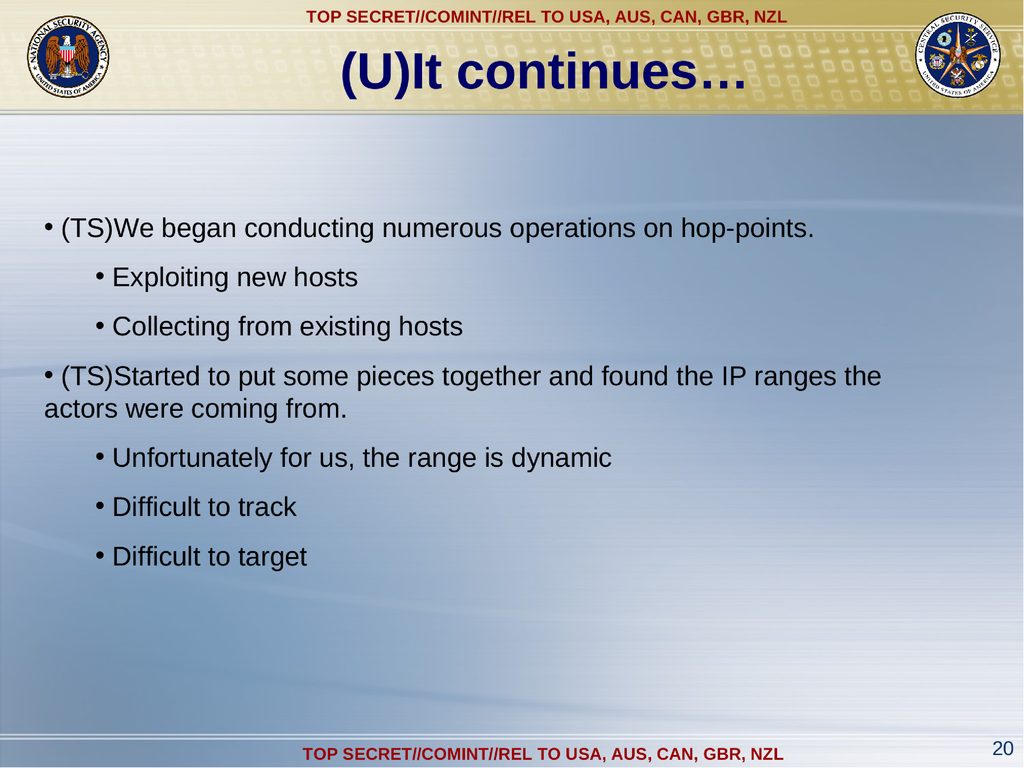 TOP SECRET//COMINT//REL TO USA, AUS, CAN, GBR, NZL
NATIONAL SECURITY AGENCY
UNITED STATES OF AMERICA
CENTRAL SECURITY SERVICE
UNITED STATES OF AMERICA
(U)It continues…
• (TS)We began conducting numerous operations on hop-points.
• Exploiting new hosts
• Collecting from existing hosts
• (TS)Started to put some pieces together and found the IP ranges the
actors were coming from.
• Unfortunately for us, the range is dynamic
• Difficult to track
• Difficult to target
TOP SECRET//COMINT//REL TO USA, AUS, CAN, GBR, NZL
20